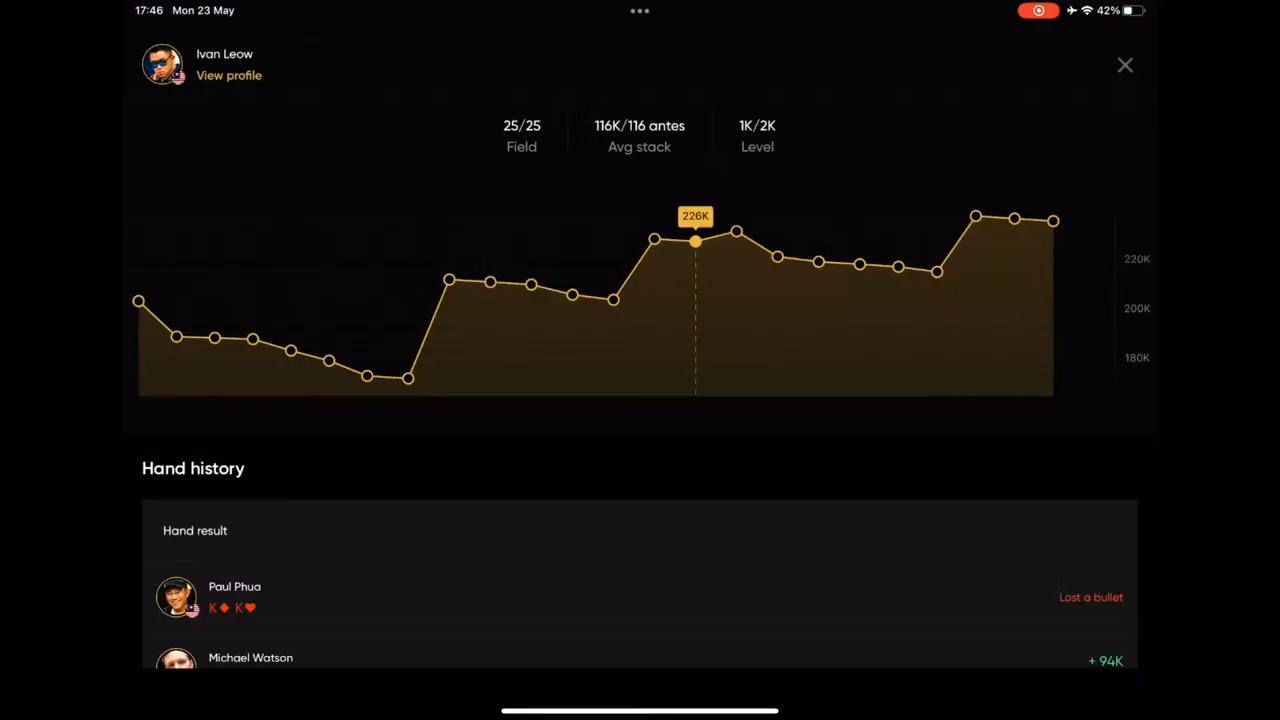 17:46 Mon 23 May
42%
Ivan Leow
View profile
25/25
Field
116K/116 antes
Avg stack
1K/2K
Level
226K
220K
200K
180K
Hand history
Hand result
Paul Phua
K♦ K♥
Lost a bullet
Michael Watson
+ 94K